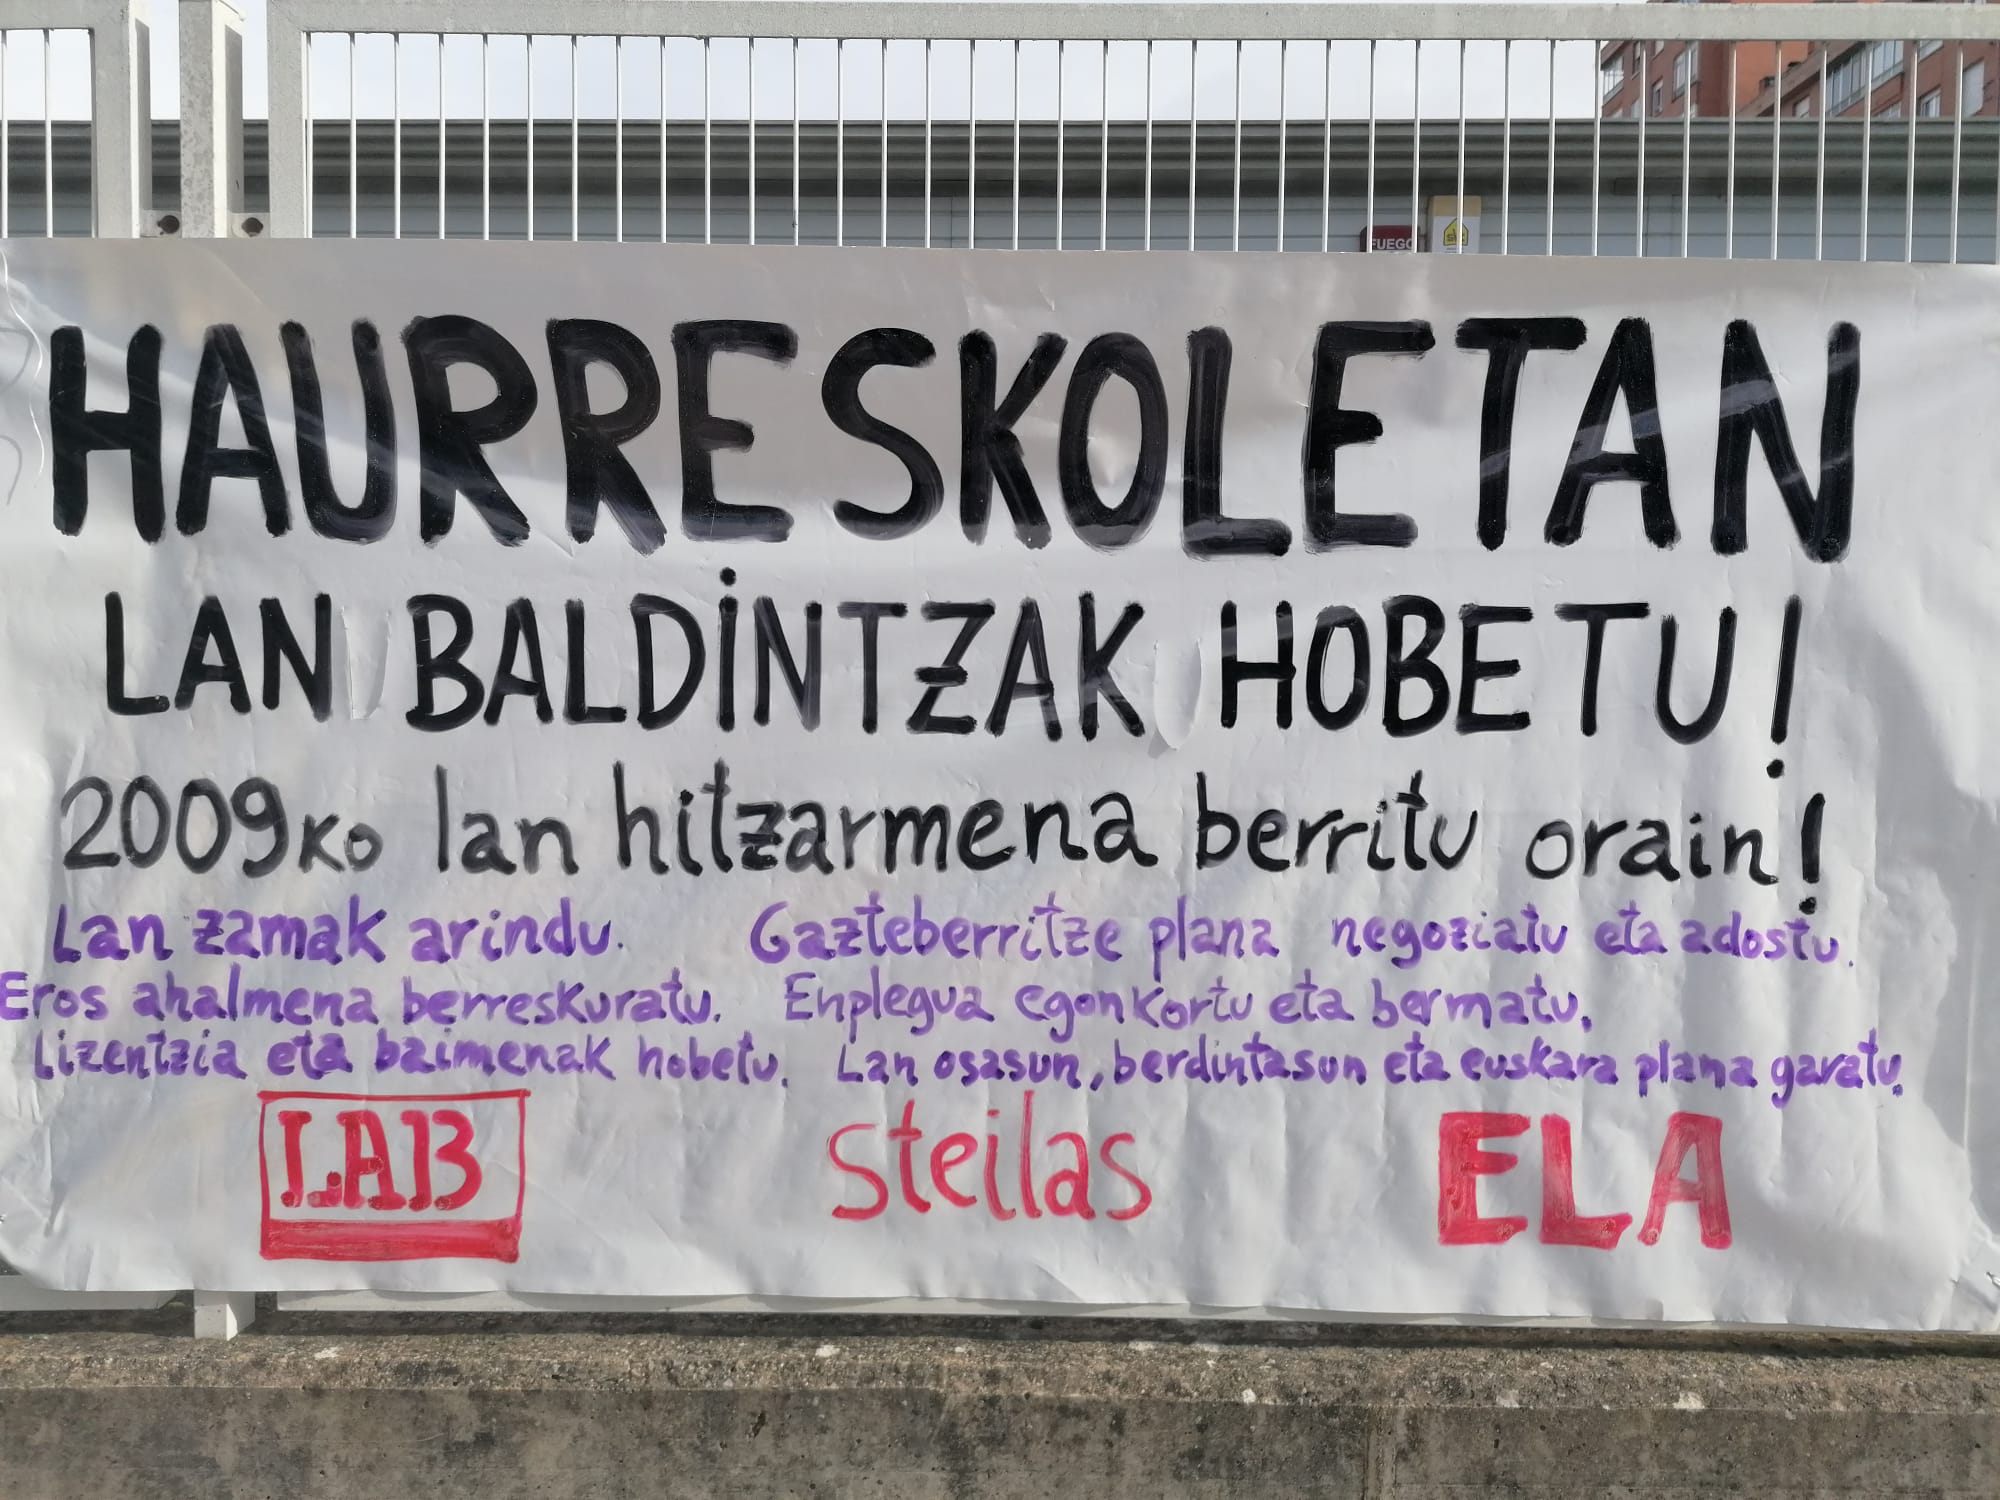 FUEGO
HAURRESKOLETAN
LAN BALDİNTZAK HOBETU!
2009ko lan hitzarmena berritu orain!
Lan zamak arindu. Gazteberritze plana negoziatu eta adostu.
Eros ahalmena berreskuratu. Enplegua egonkortu eta bermatu.
Lizentzia eta baimenak hobetu. Lan osasun, berdintasun eta euskara plana garatu.
LAB steilas ELA